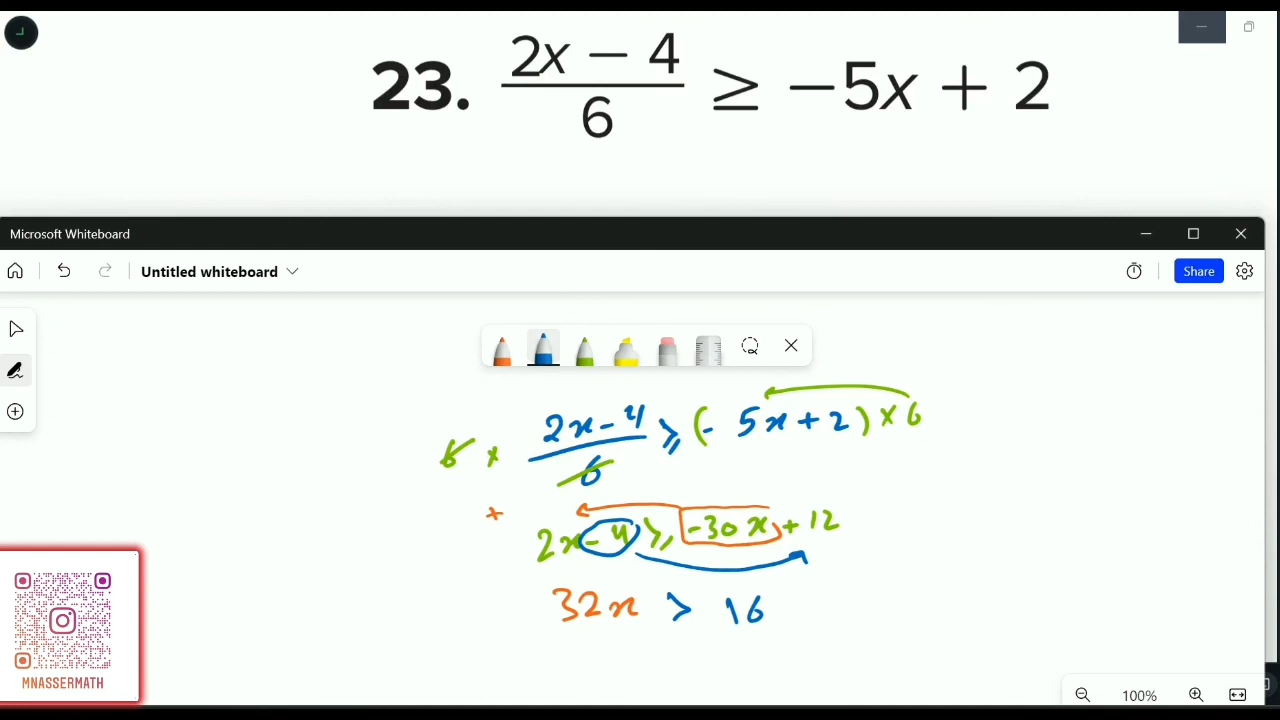 23. (2x − 4)/6 ≥ −5x + 2
Microsoft Whiteboard
Untitled whiteboard
Share
6 × (2x − 4)/6 ≥ (− 5x + 2) × 6
+
2x − 4 ≥ −30x + 12
32x > 16
MNASSERMATH
100%